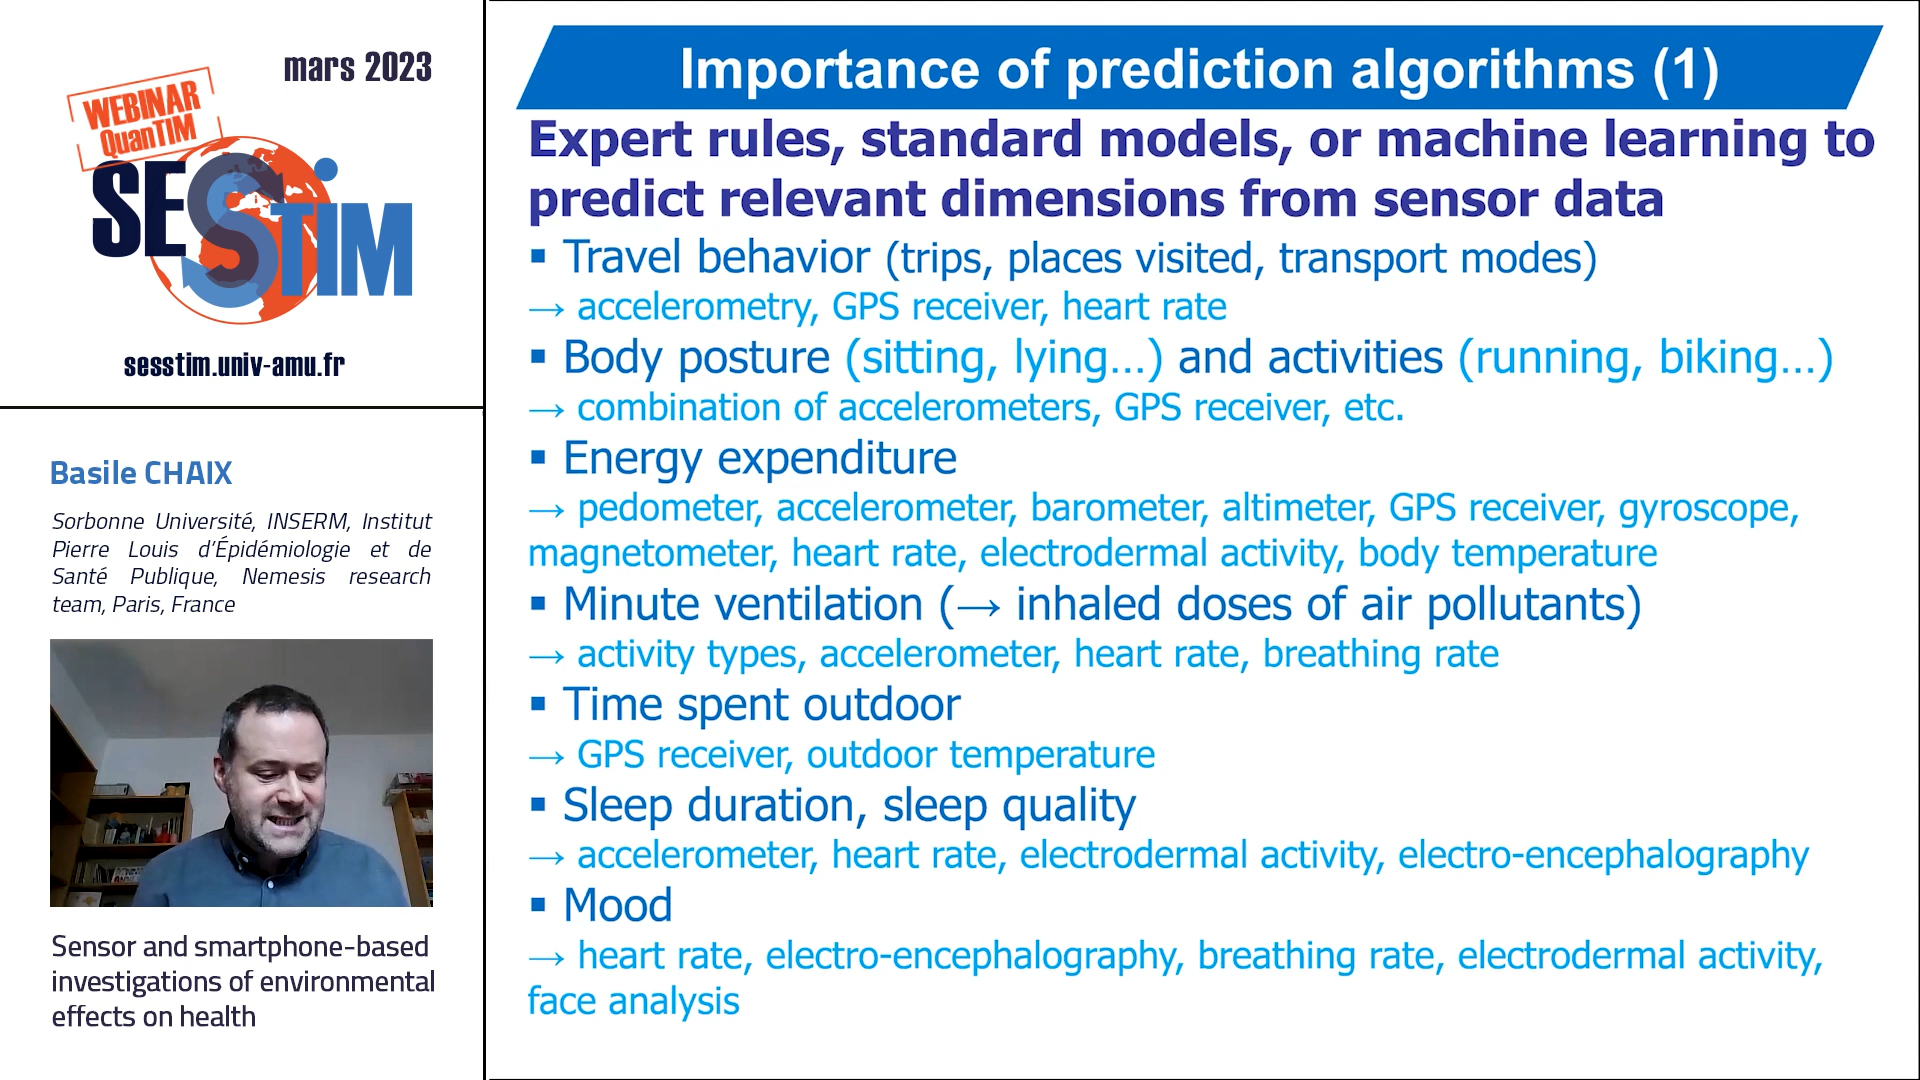 mars 2023
WEBINAR
QuanTIM
SESSTIM
sesstim.univ-amu.fr
Basile CHAIX
Sorbonne Université, INSERM, Institut
Pierre Louis d’Épidémiologie et de
Santé Publique, Nemesis research
team, Paris, France
Sensor and smartphone-based
investigations of environmental
effects on health
Importance of prediction algorithms (1)
Expert rules, standard models, or machine learning to
predict relevant dimensions from sensor data
▪ Travel behavior (trips, places visited, transport modes)
→ accelerometry, GPS receiver, heart rate
▪ Body posture (sitting, lying…) and activities (running, biking…)
→ combination of accelerometers, GPS receiver, etc.
▪ Energy expenditure
→ pedometer, accelerometer, barometer, altimeter, GPS receiver, gyroscope,
magnetometer, heart rate, electrodermal activity, body temperature
▪ Minute ventilation (→ inhaled doses of air pollutants)
→ activity types, accelerometer, heart rate, breathing rate
▪ Time spent outdoor
→ GPS receiver, outdoor temperature
▪ Sleep duration, sleep quality
→ accelerometer, heart rate, electrodermal activity, electro-encephalography
▪ Mood
→ heart rate, electro-encephalography, breathing rate, electrodermal activity,
face analysis